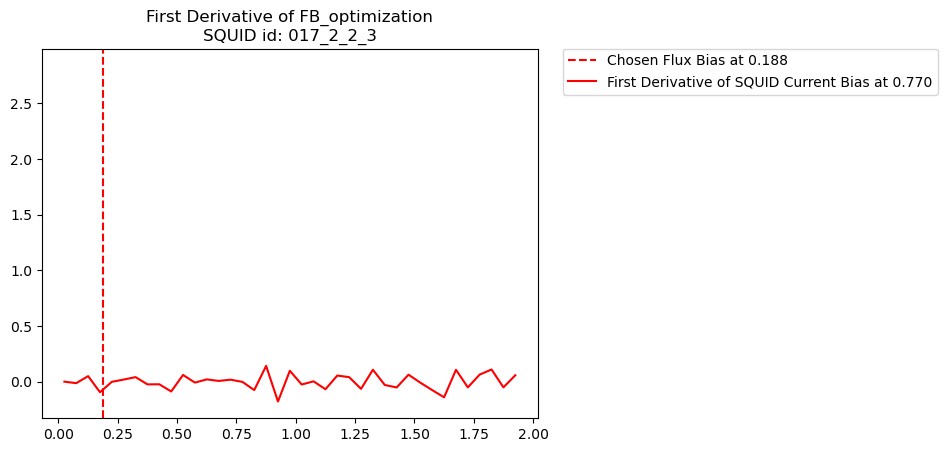 First Derivative of FB_optimization
SQUID id: 017_2_2_3
Chosen Flux Bias at 0.188
First Derivative of SQUID Current Bias at 0.770
2.5
2.0
1.5
1.0
0.5
0.0
0.00 0.25 0.50 0.75 1.00 1.25 1.50 1.75 2.00